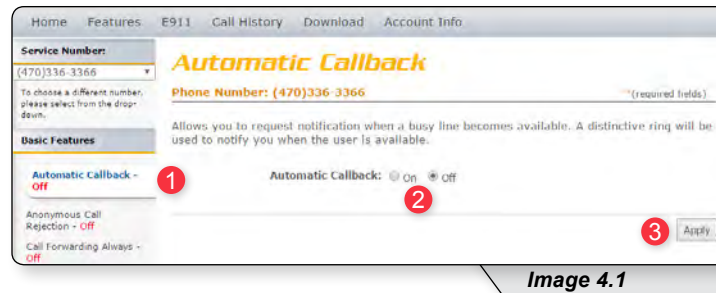 Home Features E911 Call History Download Account Info
Service Number:
(470)336-3366
To choose a different number,
please select from the drop-
down.
Basic Features
Automatic Callback -
Off
Anonymous Call
Rejection - Off
Call Forwarding Always -
Off
Automatic Callback
Phone Number: (470)336-3366
*(required fields)
Allows you to request notification when a busy line becomes available. A distinctive ring will be
used to notify you when the user is available.
1
Automatic Callback: On Off
2
3
Apply
Image 4.1